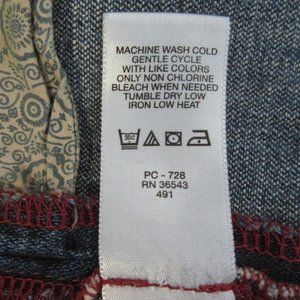 MACHINE WASH COLD
GENTLE CYCLE
WITH LIKE COLORS
ONLY NON CHLORINE
BLEACH WHEN NEEDED
TUMBLE DRY LOW
IRON LOW HEAT
PC - 728
RN 36543
491